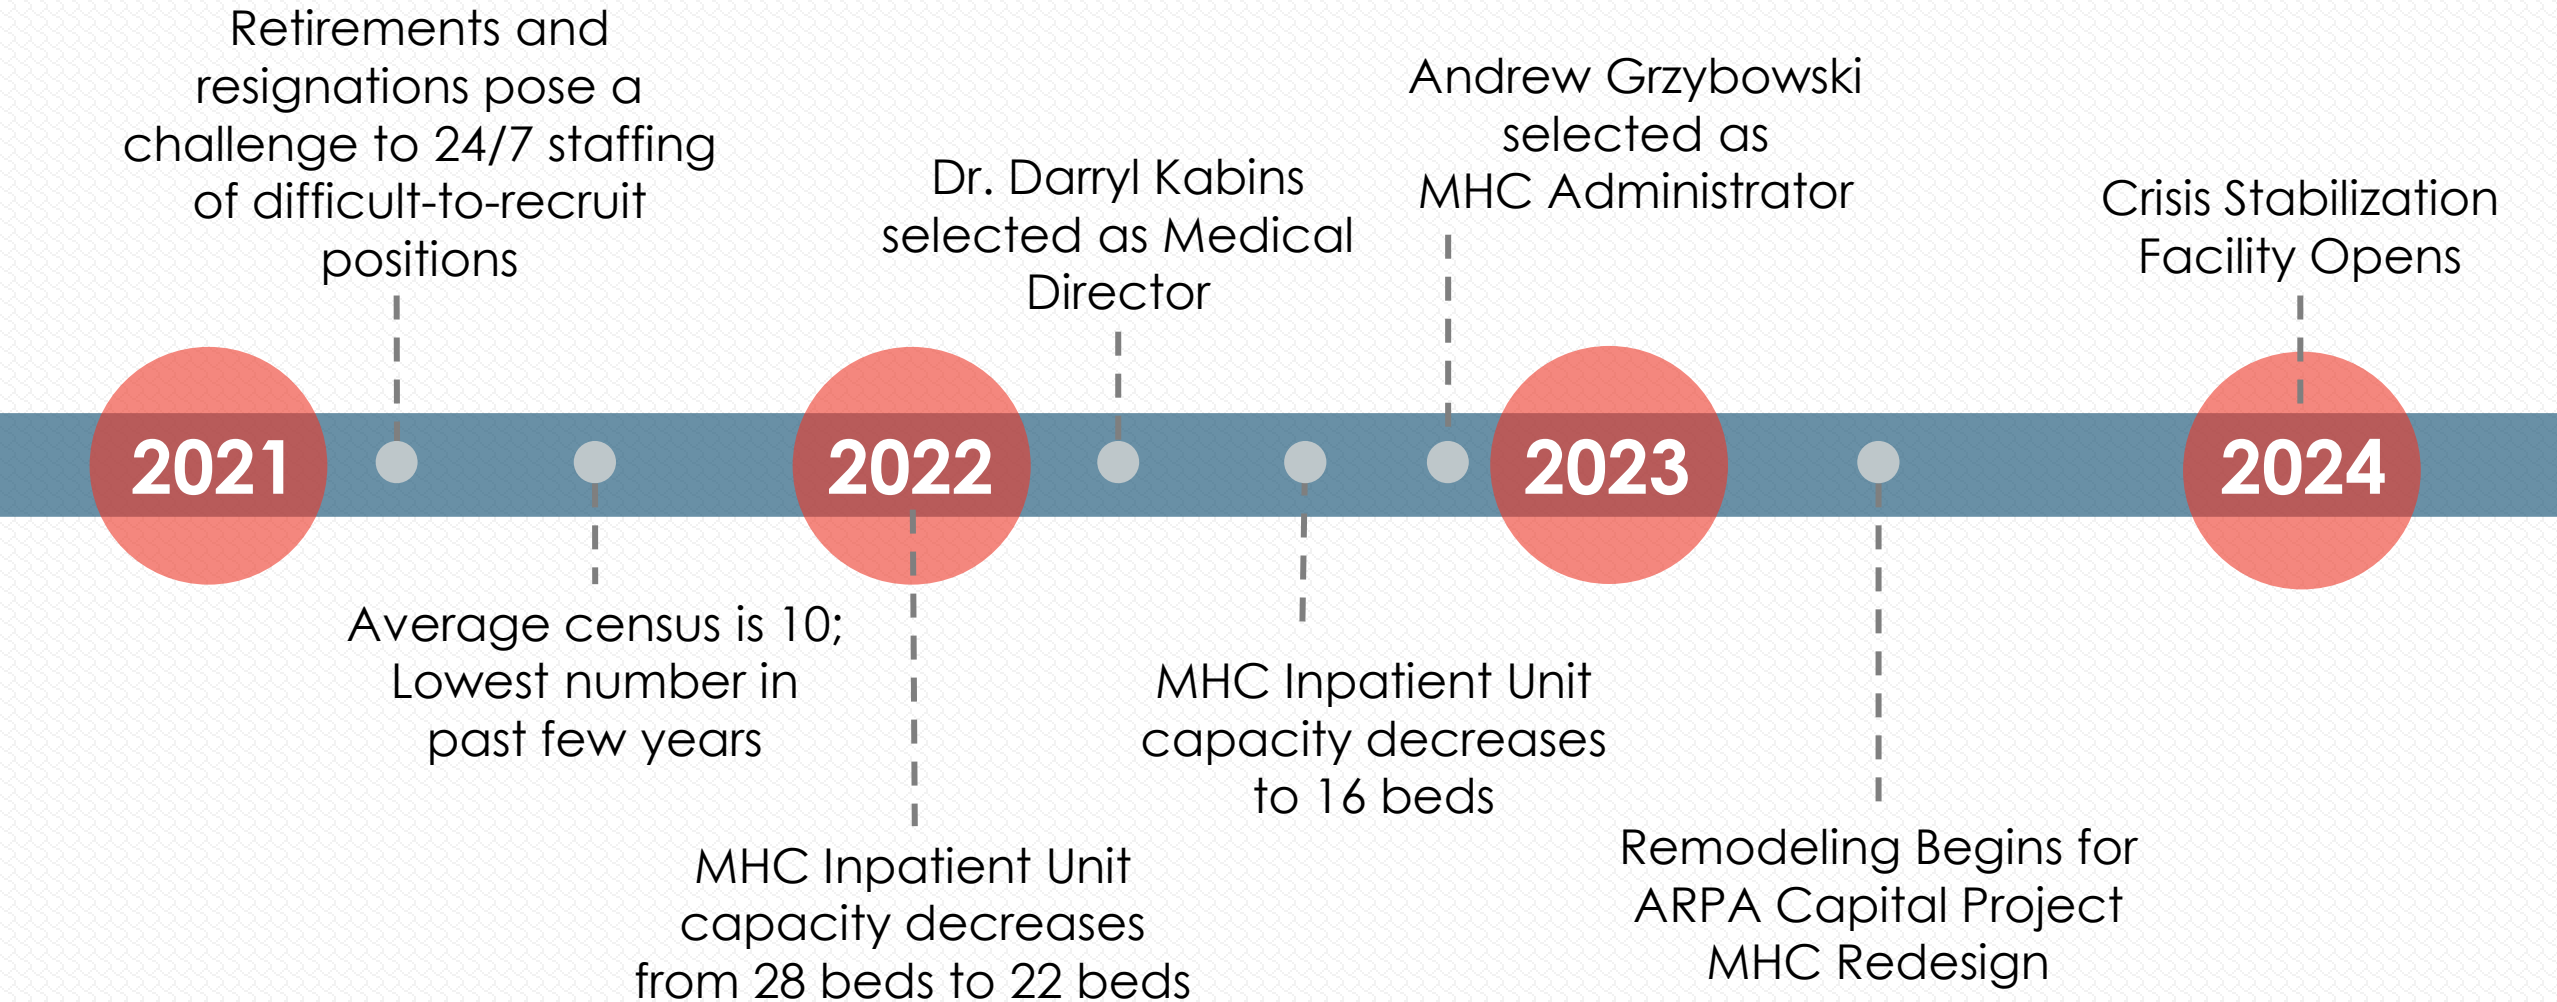 Retirements and
resignations pose a
challenge to 24/7 staffing
of difficult-to-recruit
positions
Dr. Darryl Kabins
selected as Medical
Director
Andrew Grzybowski
selected as
MHC Administrator
Crisis Stabilization
Facility Opens
2021
2022
2023
2024
Average census is 10;
Lowest number in
past few years
MHC Inpatient Unit
capacity decreases
from 28 beds to 22 beds
MHC Inpatient Unit
capacity decreases
to 16 beds
Remodeling Begins for
ARPA Capital Project
MHC Redesign